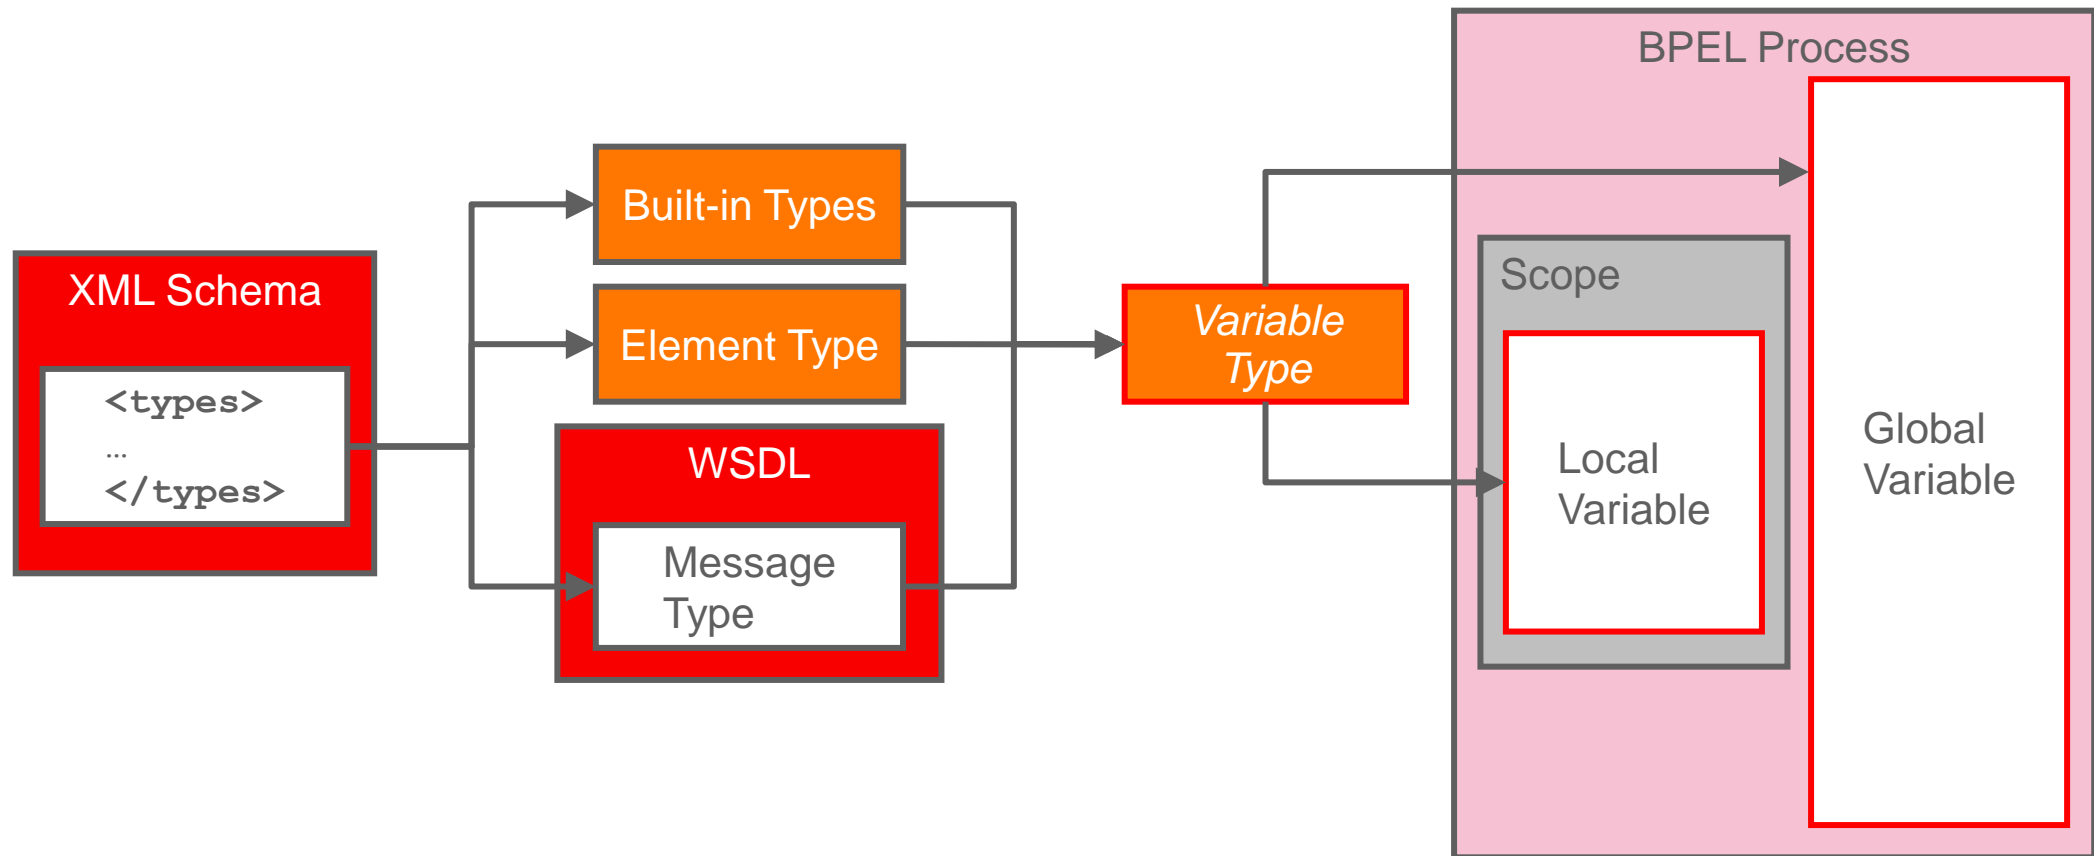 XML Schema
<types>
...
</types>
Built-in Types
Element Type
WSDL
Message
Type
Variable
Type
BPEL Process
Scope
Local
Variable
Global
Variable